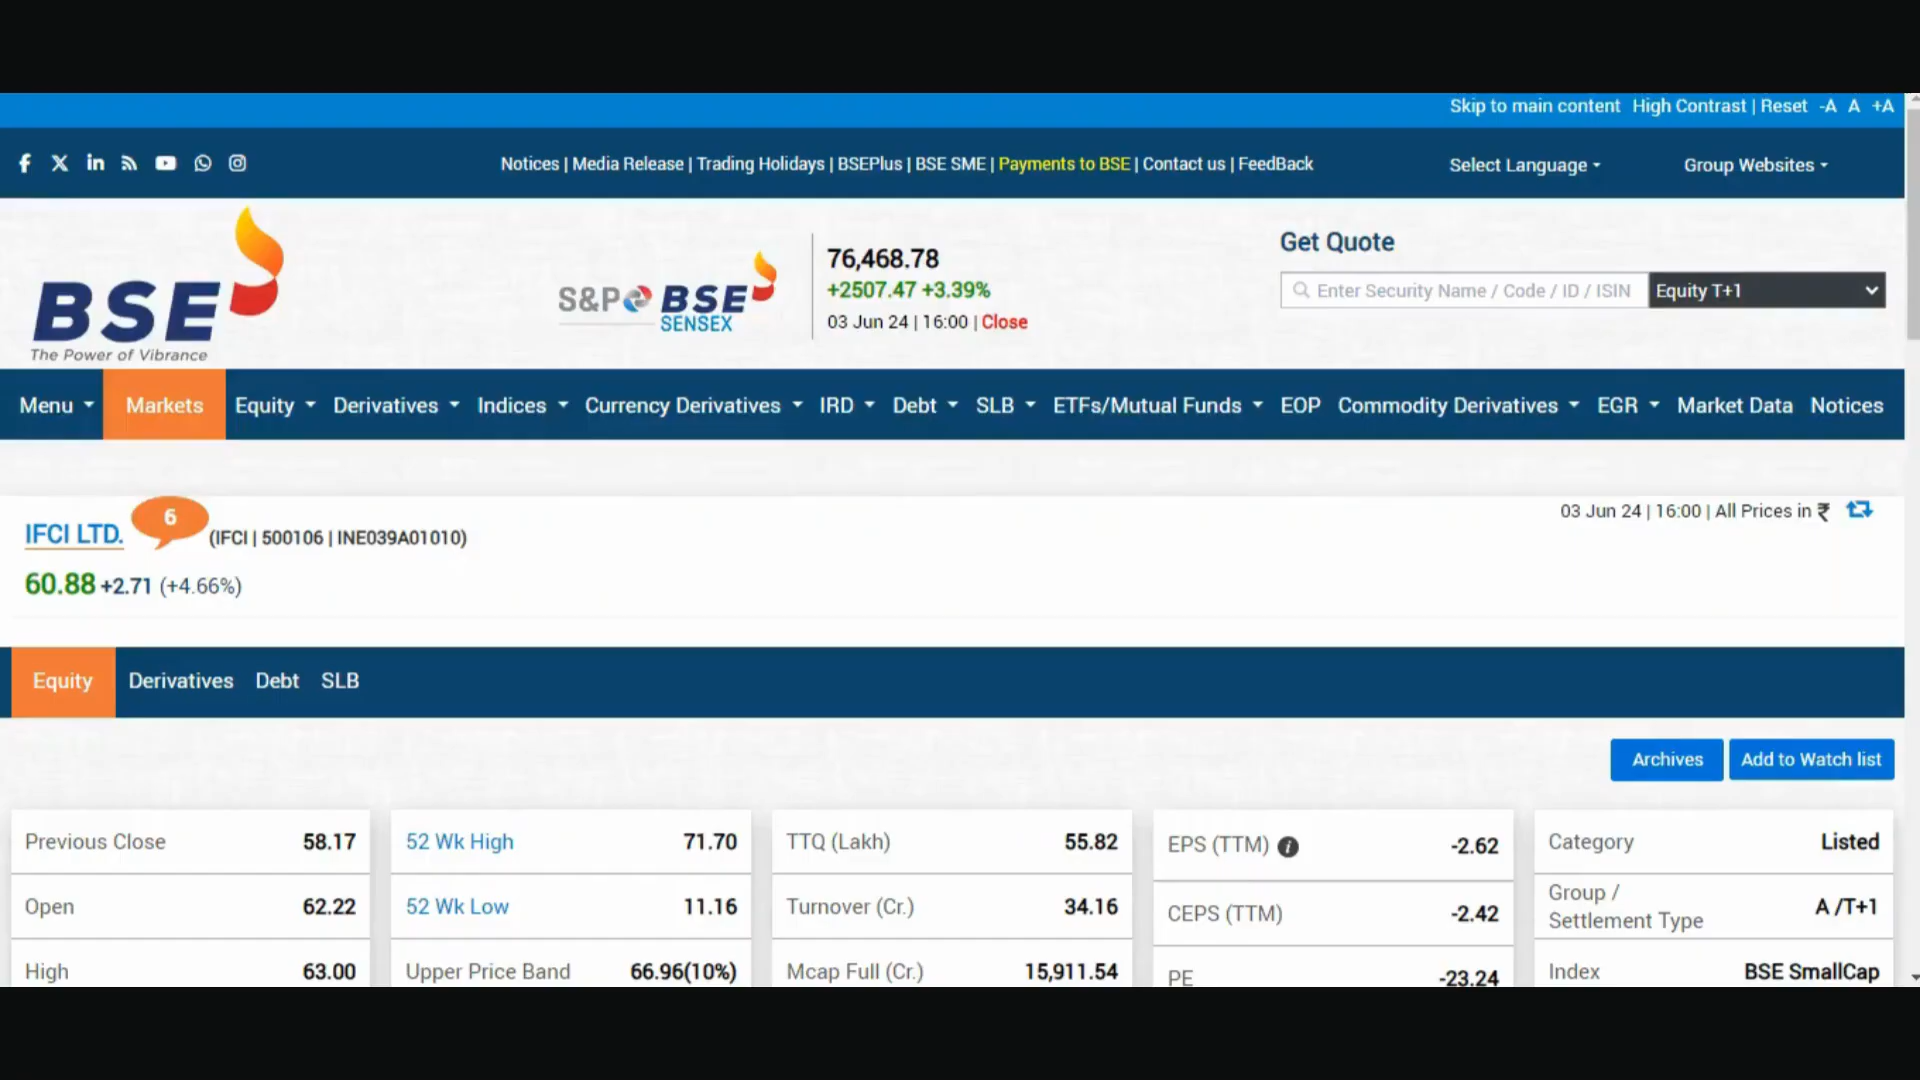 Skip to main content High Contrast | Reset -A A +A
Notices | Media Release | Trading Holidays | BSEPlus | BSE SME | Payments to BSE | Contact us | FeedBack Select Language Group Websites
BSE
The Power of Vibrance
S&P BSE
SENSEX
76,468.78
+2507.47 +3.39%
03 Jun 24 | 16:00 | Close
Get Quote
Enter Security Name / Code / ID / ISIN Equity T+1
Menu Markets Equity Derivatives Indices Currency Derivatives IRD Debt SLB ETFs/Mutual Funds EOP Commodity Derivatives EGR Market Data Notices
IFCI LTD. 6 (IFCI | 500106 | INE039A01010)
03 Jun 24 | 16:00 | All Prices in ₹
60.88 +2.71 (+4.66%)
Equity Derivatives Debt SLB
Archives Add to Watch list
Previous Close 58.17
Open 62.22
High 63.00
52 Wk High 71.70
52 Wk Low 11.16
Upper Price Band 66.96(10%)
TTQ (Lakh) 55.82
Turnover (Cr.) 34.16
Mcap Full (Cr.) 15,911.54
EPS (TTM) i -2.62
CEPS (TTM) -2.42
PE -23.24
Category Listed
Group /
Settlement Type A /T+1
Index BSE SmallCap